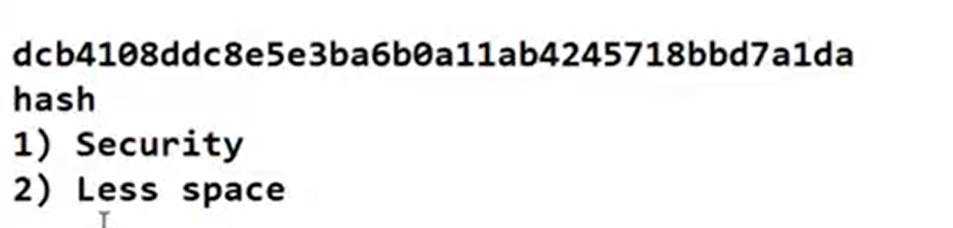 dcb4108ddc8e5e3ba6b0a11ab4245718bbd7a1da
hash
1) Security
2) Less space